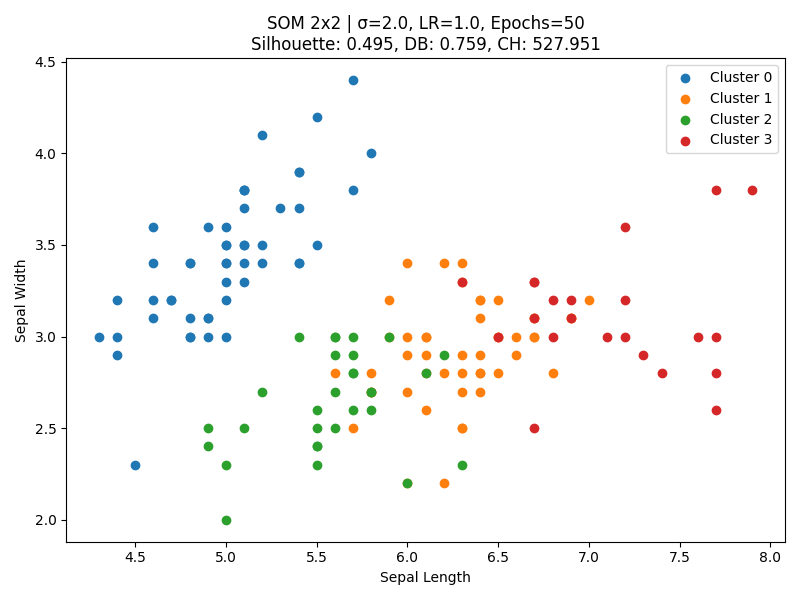 SOM 2x2 | σ=2.0, LR=1.0, Epochs=50
Silhouette: 0.495, DB: 0.759, CH: 527.951
Cluster 0
Cluster 1
Cluster 2
Cluster 3
Sepal Width
4.5
4.0
3.5
3.0
2.5
2.0
4.5 5.0 5.5 6.0 6.5 7.0 7.5 8.0
Sepal Length